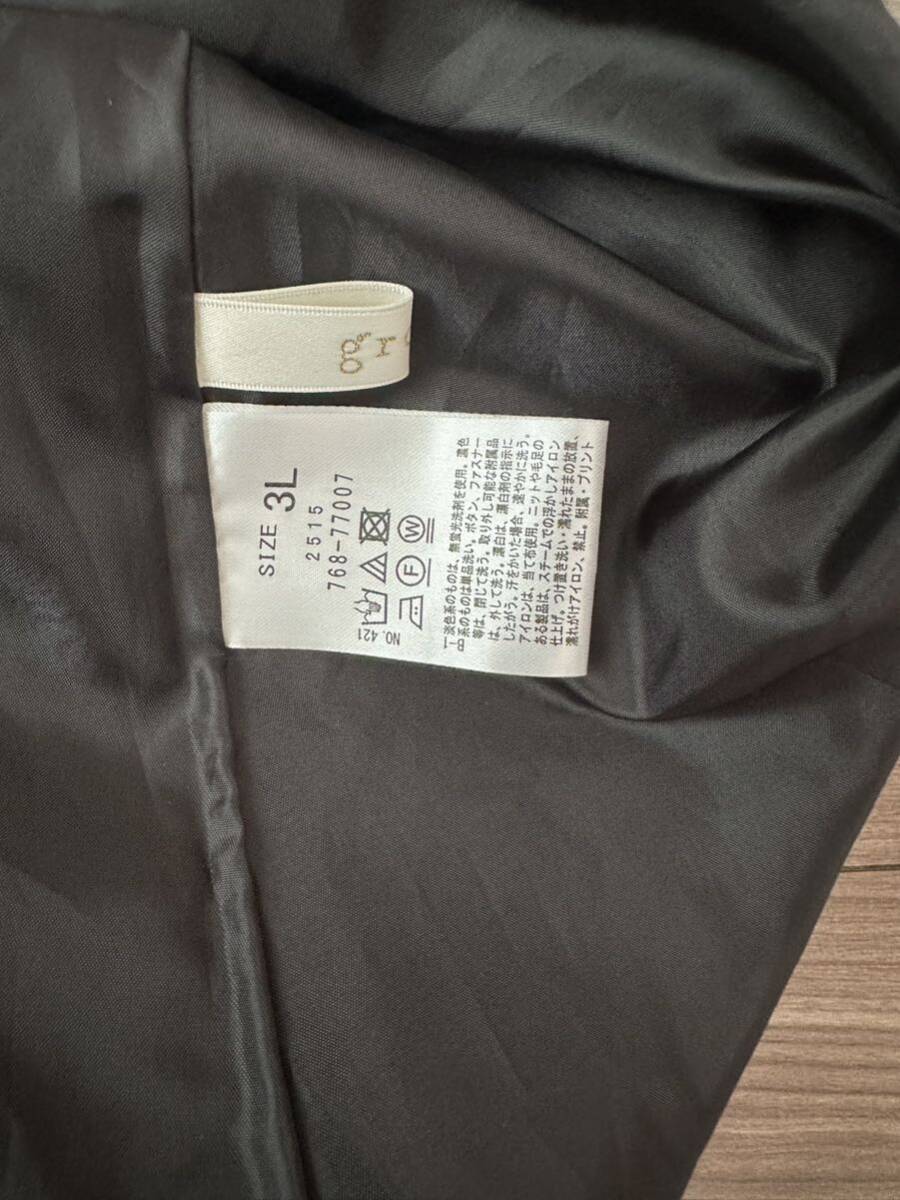 SIZE 3L
2515
768-77007
F
W
NO.421
淡色系のものは、無蛍光洗剤を使用。濃色
系のものは単品洗い。ボタン、ファスナー
等は、閉じて洗う。取り外し可能な附属品
は、外して洗う。漂白は、漂白剤の指示に
したがう。汗をかいた場合、速やかに洗う。
アイロンは、当て布使用。ニットや毛足の
ある製品は、スチームでの浮かしアイロン
仕上げ。つけ置き洗い・濡れたままの放置、
濡れがけアイロン、禁止。附属・プリント